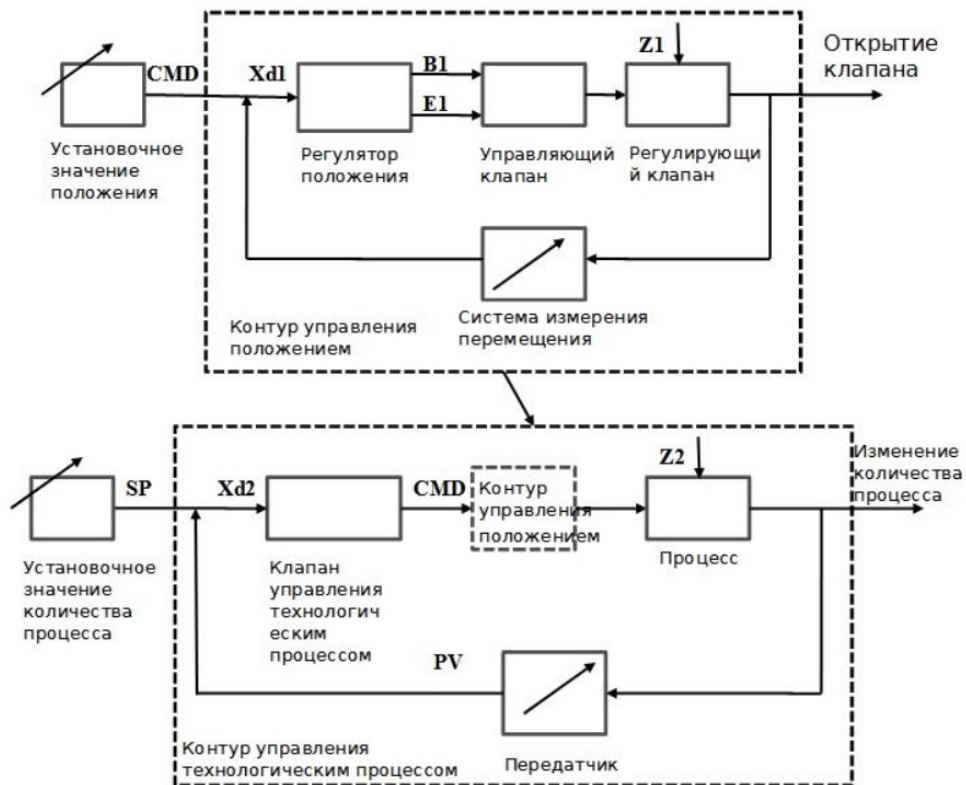 Z1
Открытие
клапана
CMD
Xd1
B1
E1
Установочное
значение
положения
Регулятор
положения
Управляющий
клапан
Регулирующи
й клапан
Система измерения
перемещения
Контур управления
положением
Изменение
количества
процесса
Z2
SP
Xd2
CMD
Контур
управления
положением
Процесс
Установочное
значение
количества
процесса
Клапан
управления
технологич
еским
процессом
PV
Передатчик
Контур управления
технологическим процессом